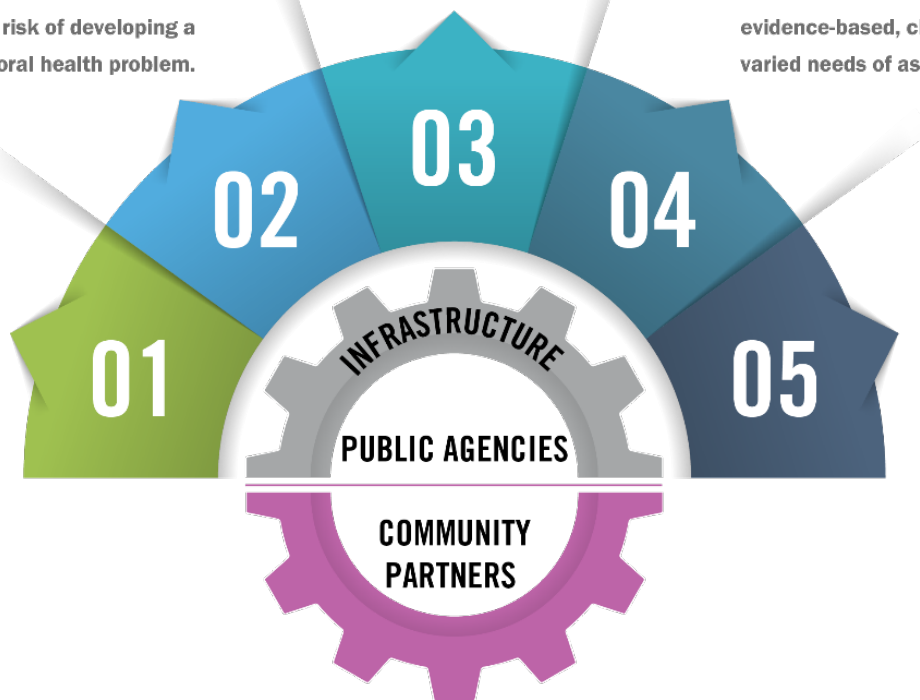 risk of developing a
oral health problem.
evidence-based,
varied needs of
01
02
03
04
05
INFRASTRUCTURE
PUBLIC AGENCIES
COMMUNITY
PARTNERS